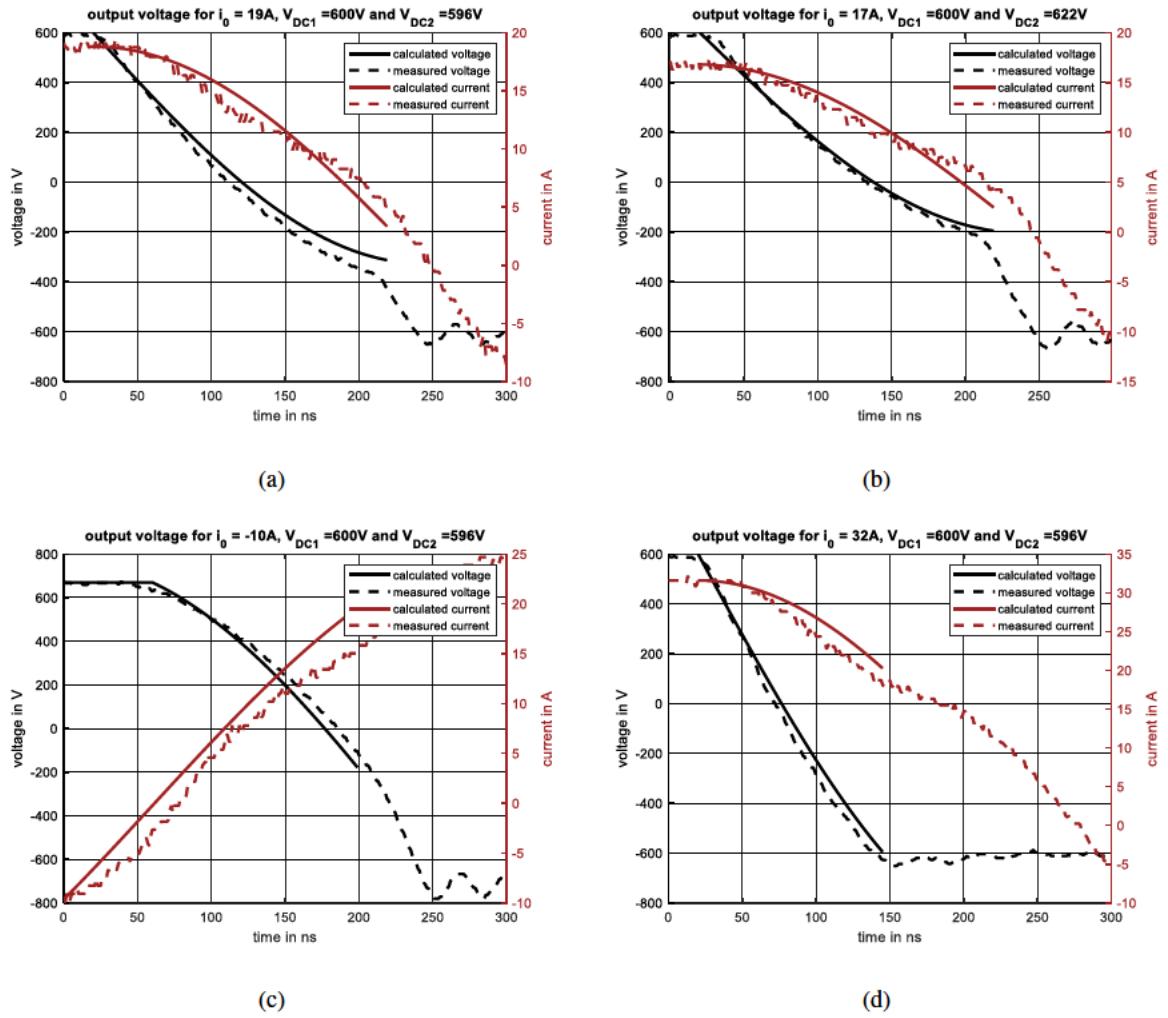 output voltage for i0 = 19A, VDC1 =600V and VDC2 =596V
600
400
200
0
-200
-400
-600
-800
voltage in V
20
15
10
5
0
-5
-10
current in A
calculated voltage
measured voltage
calculated current
measured current
0 50 100 150 200 250 300
time in ns
(a)
output voltage for i0 = 17A, VDC1 =600V and VDC2 =622V
600
400
200
0
-200
-400
-600
-800
voltage in V
20
15
10
5
0
-5
-10
-15
current in A
calculated voltage
measured voltage
calculated current
measured current
0 50 100 150 200 250 300
time in ns
(b)
output voltage for i0 = -10A, VDC1 =600V and VDC2 =596V
800
600
400
200
0
-200
-400
-600
-800
voltage in V
25
20
15
10
5
0
-5
-10
current in A
calculated voltage
measured voltage
calculated current
measured current
0 50 100 150 200 250 300
time in ns
(c)
output voltage for i0 = 32A, VDC1 =600V and VDC2 =596V
600
400
200
0
-200
-400
-600
-800
voltage in V
35
30
25
20
15
10
5
0
-5
-10
current in A
calculated voltage
measured voltage
calculated current
measured current
0 50 100 150 200 250 300
time in ns
(d)